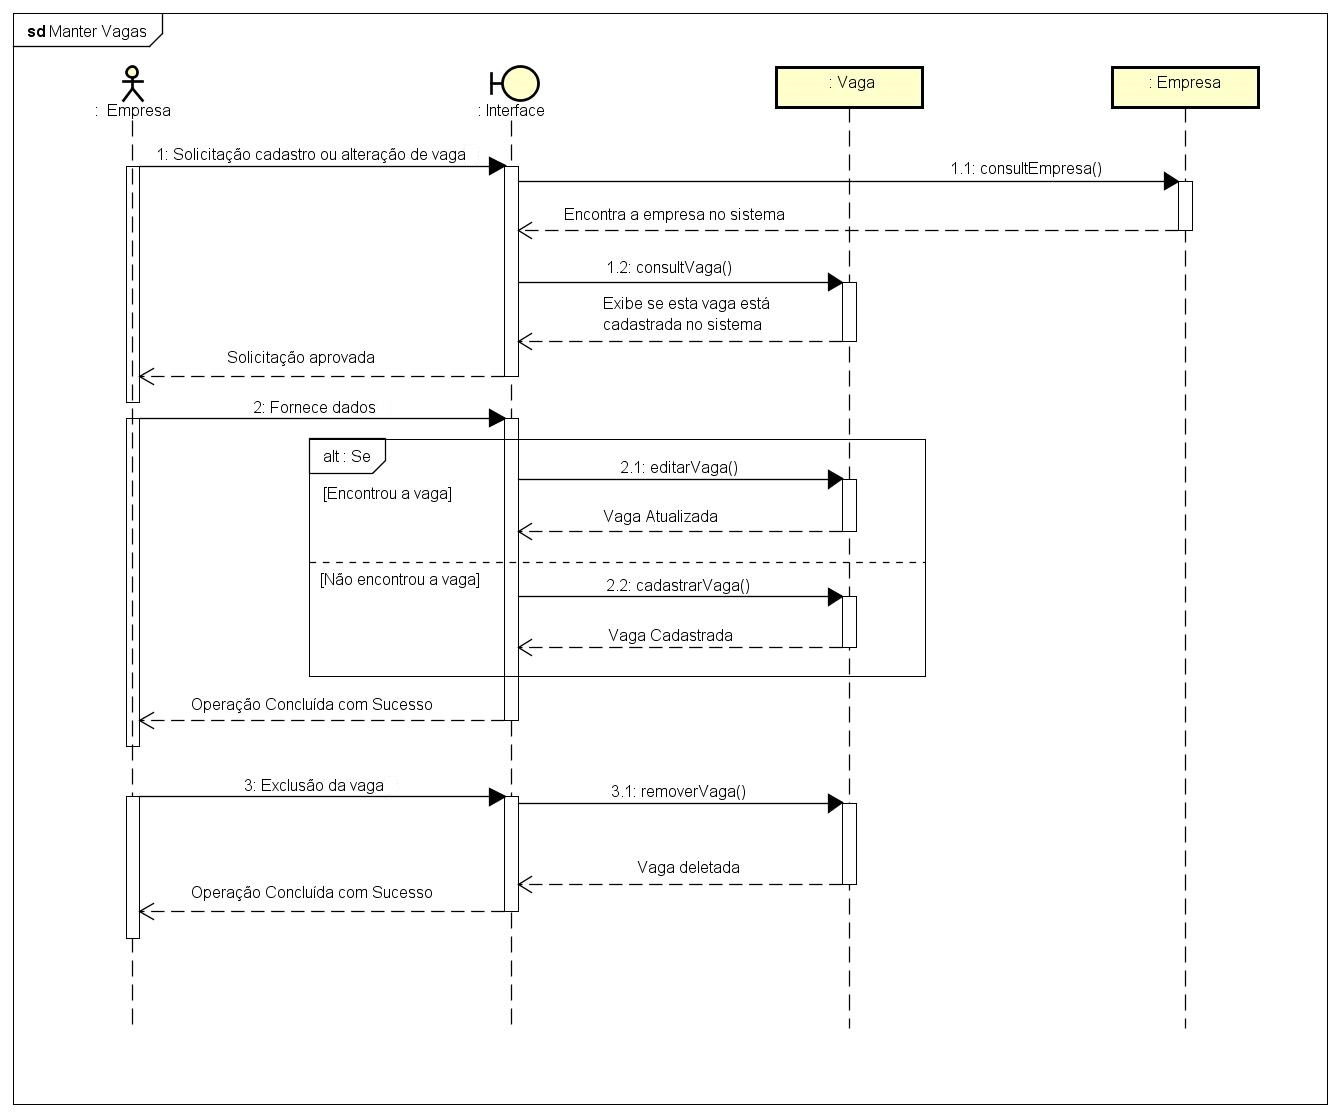 sd Manter Vagas
: Empresa
: Interface
: Vaga
: Empresa
1: Solicitação cadastro ou alteração de vaga
1.1: consultEmpresa()
Encontra a empresa no sistema
1.2: consultVaga()
Exibe se esta vaga está
cadastrada no sistema
Solicitação aprovada
2: Fornece dados
alt : Se
2.1: editarVaga()
[Encontrou a vaga]
Vaga Atualizada
[Não encontrou a vaga]
2.2: cadastrarVaga()
Vaga Cadastrada
Operação Concluída com Sucesso
3: Exclusão da vaga
3.1: removerVaga()
Vaga deletada
Operação Concluída com Sucesso